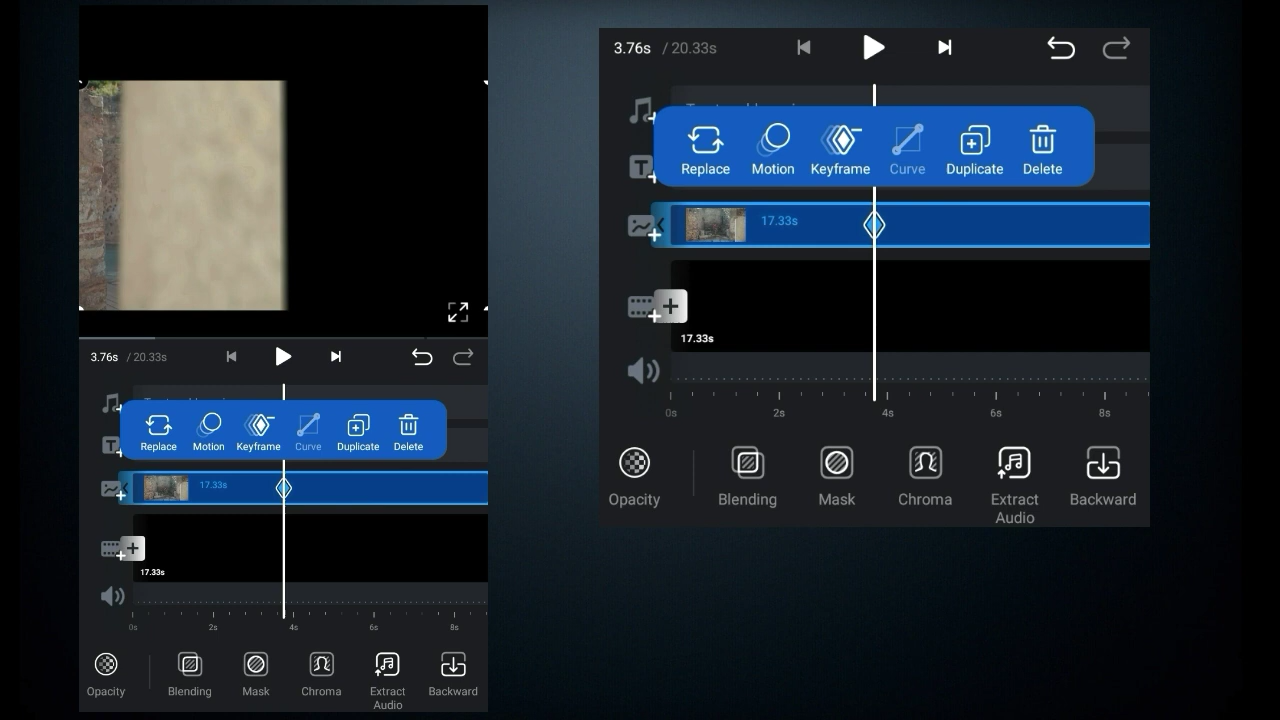 3.76s / 20.33s
Replace Motion Keyframe Curve Duplicate Delete
T
17.33s
17.33s
0s 2s 4s 6s 8s
Opacity Blending Mask Chroma Extract Audio Backward
3.76s / 20.33s
Replace Motion Keyframe Curve Duplicate Delete
T
17.33s
17.33s
0s 2s 4s 6s 8s
Opacity Blending Mask Chroma Extract Audio Backward